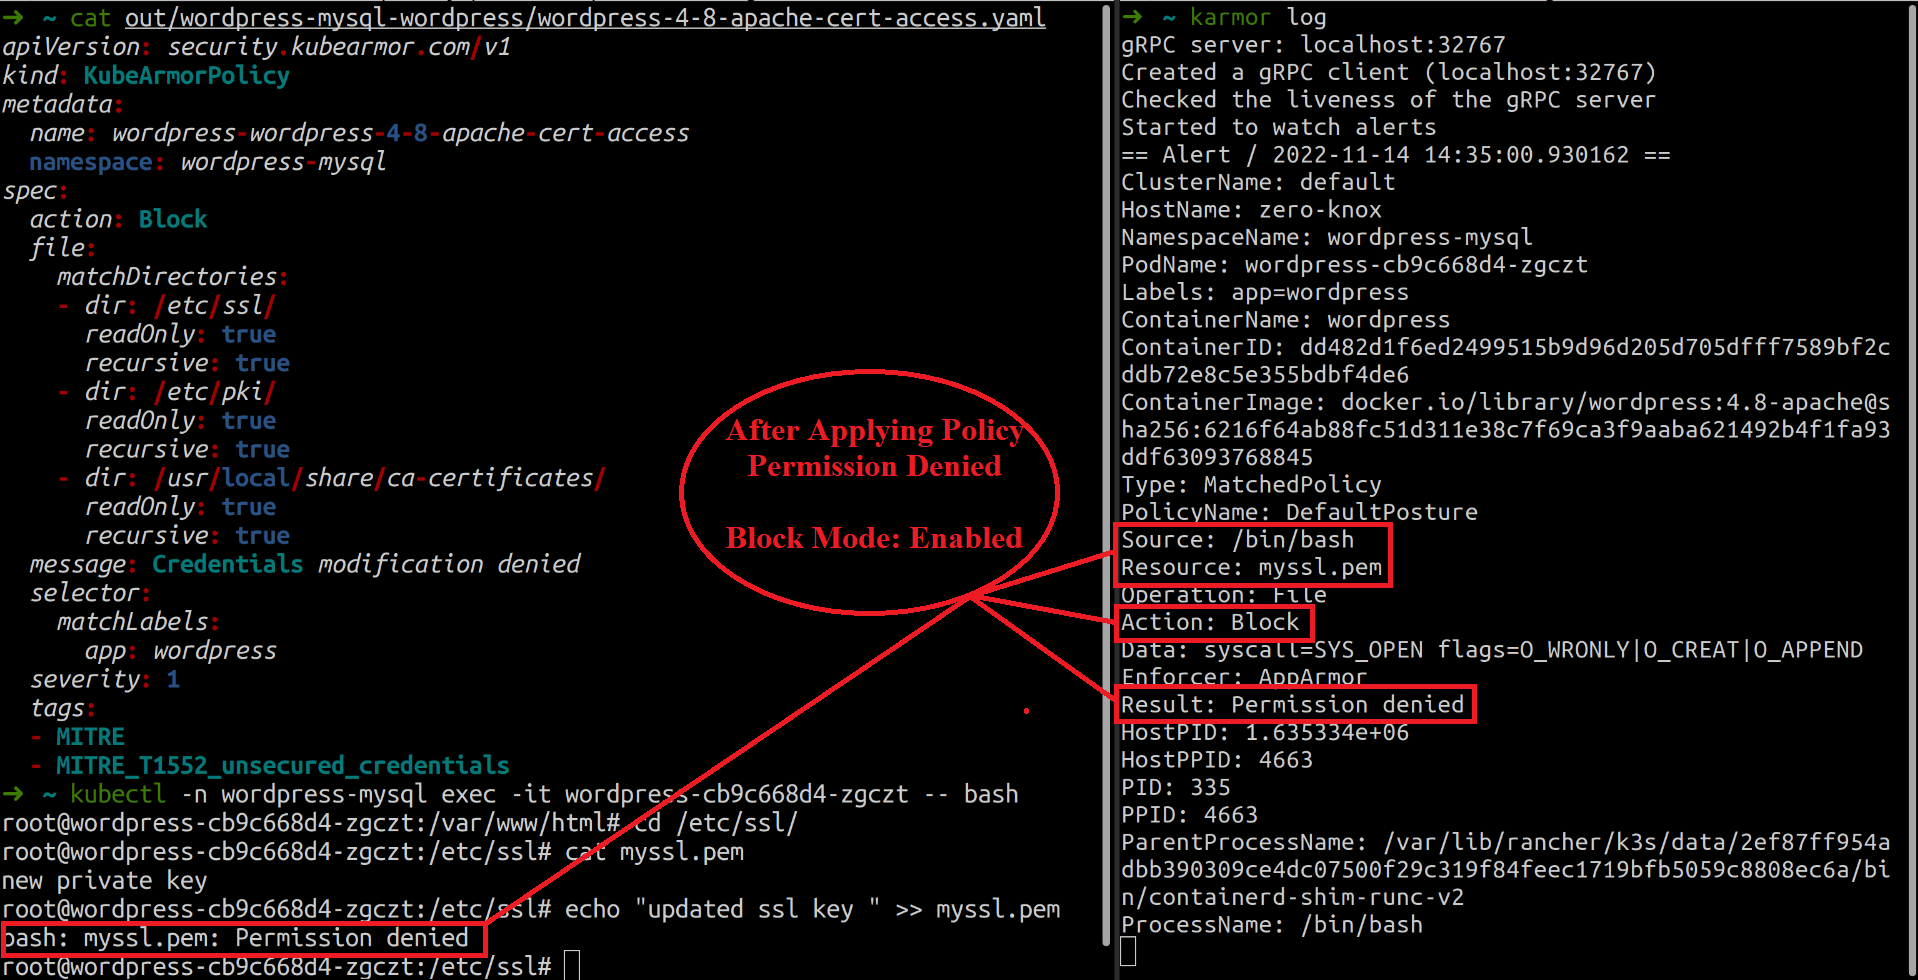 ➜ ~ cat out/wordpress-mysql-wordpress/wordpress-4-8-apache-cert-access.yaml
apiVersion: security.kubearmor.com/v1
kind: KubeArmorPolicy
metadata:
  name: wordpress-wordpress-4-8-apache-cert-access
  namespace: wordpress-mysql
spec:
  action: Block
  file:
    matchDirectories:
    - dir: /etc/ssl/
      readOnly: true
      recursive: true
    - dir: /etc/pki/
      readOnly: true
      recursive: true
    - dir: /usr/local/share/ca-certificates/
      readOnly: true
      recursive: true
  message: Credentials modification denied
  selector:
    matchLabels:
      app: wordpress
  severity: 1
  tags:
  - MITRE
  - MITRE_T1552_unsecured_credentials
➜ ~ kubectl -n wordpress-mysql exec -it wordpress-cb9c668d4-zgczt -- bash
root@wordpress-cb9c668d4-zgczt:/var/www/html# cd /etc/ssl/
root@wordpress-cb9c668d4-zgczt:/etc/ssl# cat myssl.pem
new private key
root@wordpress-cb9c668d4-zgczt:/etc/ssl# echo "updated ssl key " >> myssl.pem
bash: myssl.pem: Permission denied
root@wordpress-cb9c668d4-zgczt:/etc/ssl#
After Applying Policy
Permission Denied
Block Mode: Enabled
➜ ~ karmor log
gRPC server: localhost:32767
Created a gRPC client (localhost:32767)
Checked the liveness of the gRPC server
Started to watch alerts
== Alert / 2022-11-14 14:35:00.930162 ==
ClusterName: default
HostName: zero-knox
NamespaceName: wordpress-mysql
PodName: wordpress-cb9c668d4-zgczt
Labels: app=wordpress
ContainerName: wordpress
ContainerID: dd482d1f6ed2499515b9d96d205d705dfff7589bf2c
ddb72e8c5e355bdbf4de6
ContainerImage: docker.io/library/wordpress:4.8-apache@s
ha256:6216f64ab88fc51d311e38c7f69ca3f9aaba621492b4f1fa93
ddf63093768845
Type: MatchedPolicy
PolicyName: DefaultPosture
Source: /bin/bash
Resource: myssl.pem
Operation: File
Action: Block
Data: syscall=SYS_OPEN flags=O_WRONLY|O_CREAT|O_APPEND
Enforcer: AppArmor
Result: Permission denied
HostPID: 1.635334e+06
HostPPID: 4663
PID: 335
PPID: 4663
ParentProcessName: /var/lib/rancher/k3s/data/2ef87ff954a
dbb390309ce4dc07500f29c319f84feec1719bfb5059c8808ec6a/bi
n/containerd-shim-runc-v2
ProcessName: /bin/bash